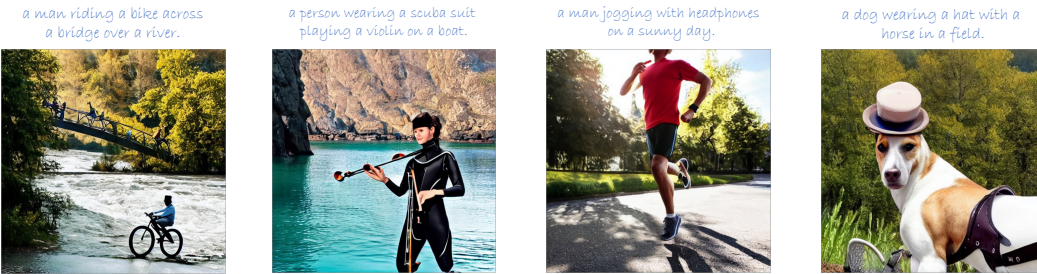 a man riding a bike across
a bridge over a river.
a person wearing a scuba suit
playing a violin on a boat.
a man jogging with headphones
on a sunny day.
a dog wearing a hat with a
horse in a field.